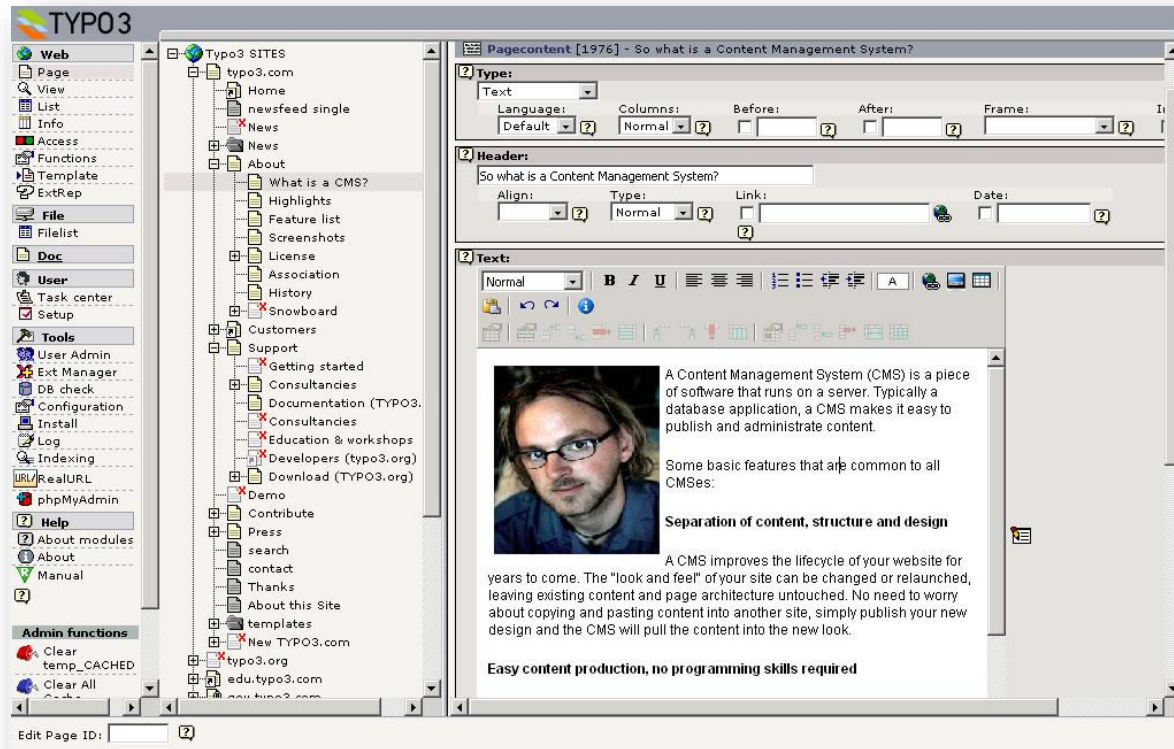 TYPO3
Web
Page
View
List
Info
Access
Functions
Template
ExtRep
File
Filelist
Doc
User
Task center
Setup
Tools
User Admin
Ext Manager
DB check
Configuration
Install
Log
Indexing
URL/ RealURL
phpMyAdmin
Help
About modules
About
Manual
Admin functions
Clear
temp_CACHED
Clear All
Cache
Typo3 SITES
typo3.com
Home
newsfeed single
News
News
About
What is a CMS?
Highlights
Feature list
Screenshots
License
Association
History
Snowboard
Customers
Support
Getting started
Consultancies
Documentation (TYPO3.
Consultancies
Education & workshops
Developers (typo3.org)
Download (TYPO3.org)
Demo
Contribute
Press
search
contact
Thanks
About this Site
templates
New TYPO3.com
typo3.org
edu.typo3.com
Pagecontent [1976] - So what is a Content Management System?
Type:
Text
Language: Columns: Before: After: Frame:
Default Normal
Header:
So what is a Content Management System?
Align: Type: Link: Date:
Normal
Text:
Normal B I U A
A Content Management System (CMS) is a piece
of software that runs on a server. Typically a
database application, a CMS makes it easy to
publish and administrate content.
Some basic features that are common to all
CMSes:
Separation of content, structure and design
A CMS improves the lifecycle of your website for
years to come. The "look and feel" of your site can be changed or relaunched,
leaving existing content and page architecture untouched. No need to worry
about copying and pasting content into another site, simply publish your new
design and the CMS will pull the content into the new look.
Easy content production, no programming skills required
Edit Page ID: